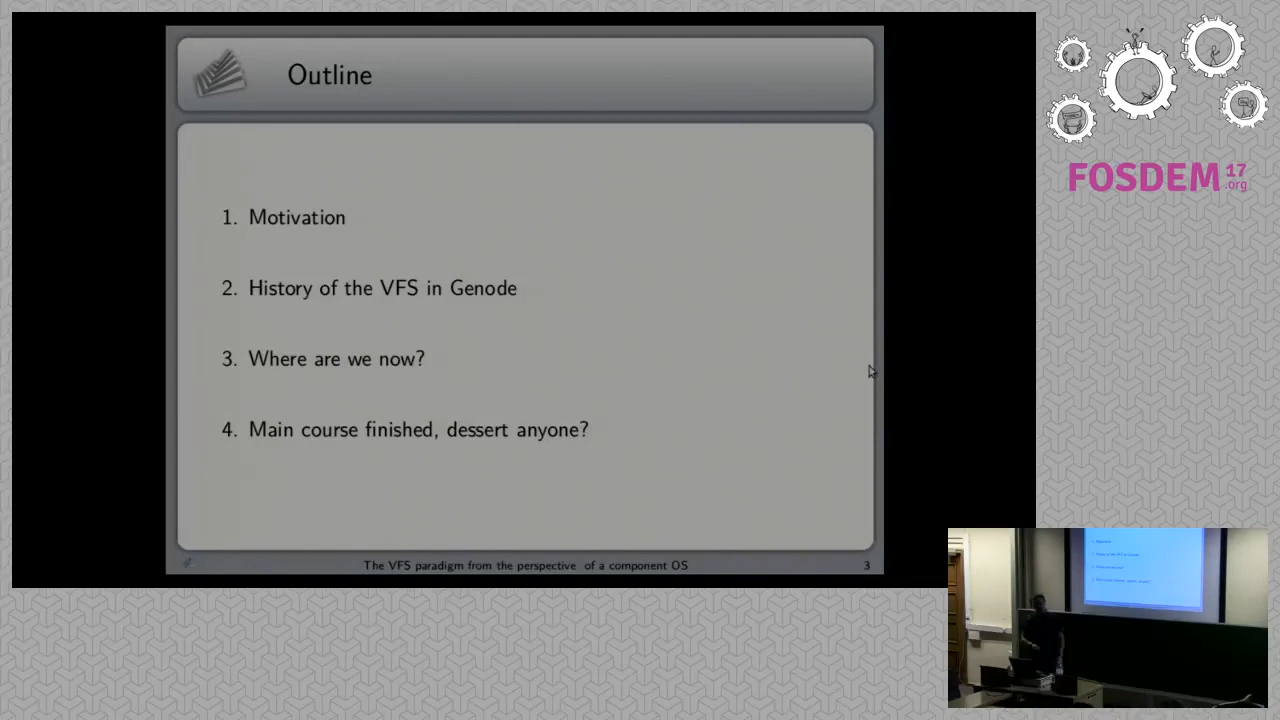 Outline
1. Motivation
2. History of the VFS in Genode
3. Where are we now?
4. Main course finished, dessert anyone?
The VFS paradigm from the perspective of a component OS
3
FOSDEM 17
.org